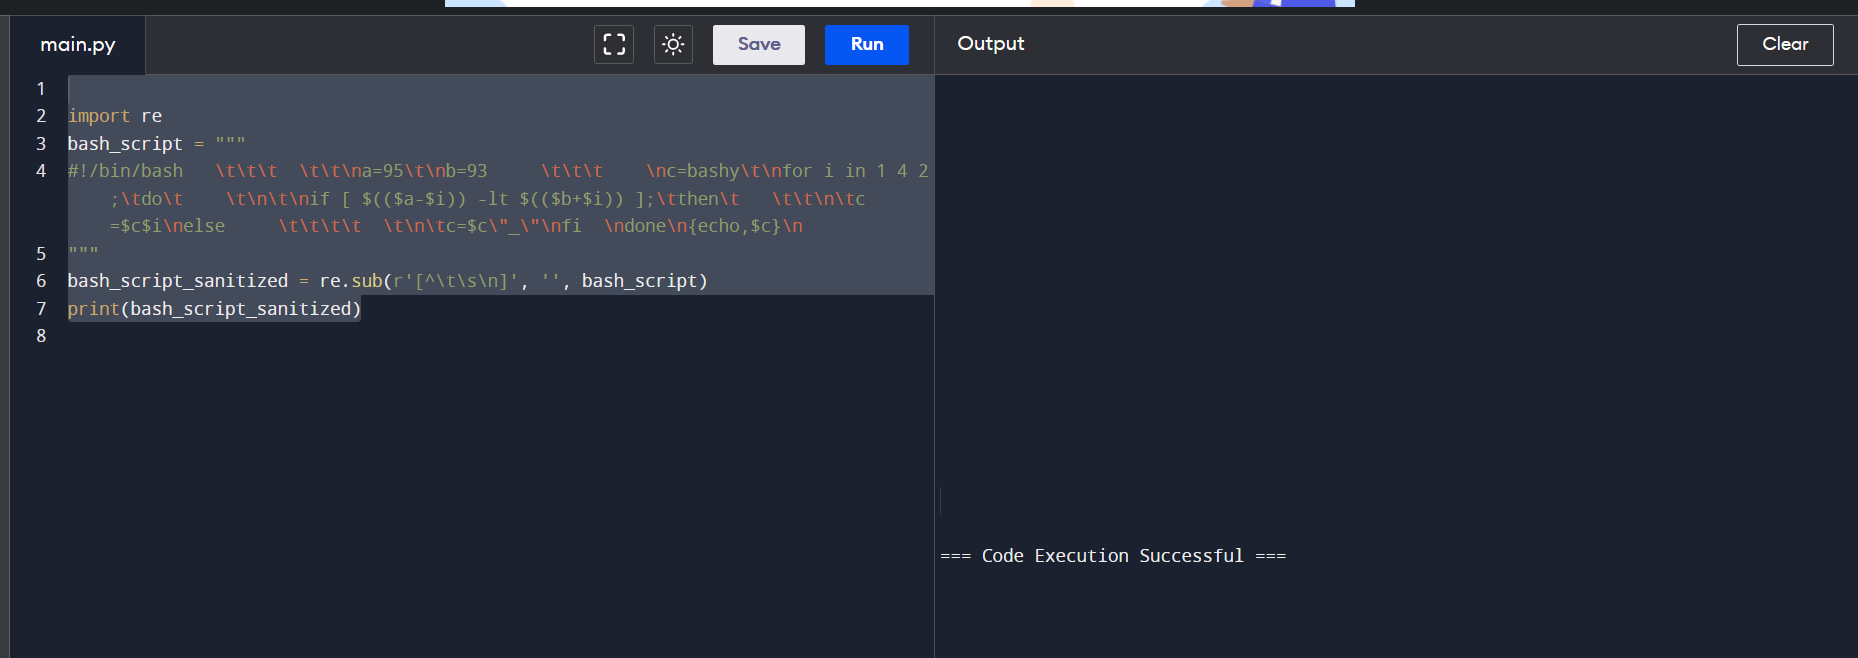 main.py
Save
Run
Output
Clear
1
2 import re
3 bash_script = """
4 #!/bin/bash   \t\t\t  \t\t\t\na=95\t\t\nb=93     \t\t\t    \nc=bashy\t\t\nfor i in 1 4 2
;\tdo\t    \t\n\t\nif [ $(($a-$i)) -lt $(($b+$i)) ];\tthen\t   \t\t\n\tc
=$c$i\nelse     \t\t\t\t  \t\n\tc=$c\"_\"\nfi  \ndone\n{echo,$c}\n
5 """
6 bash_script_sanitized = re.sub(r'[^\t\s\n]', '', bash_script)
7 print(bash_script_sanitized)
8
=== Code Execution Successful ===